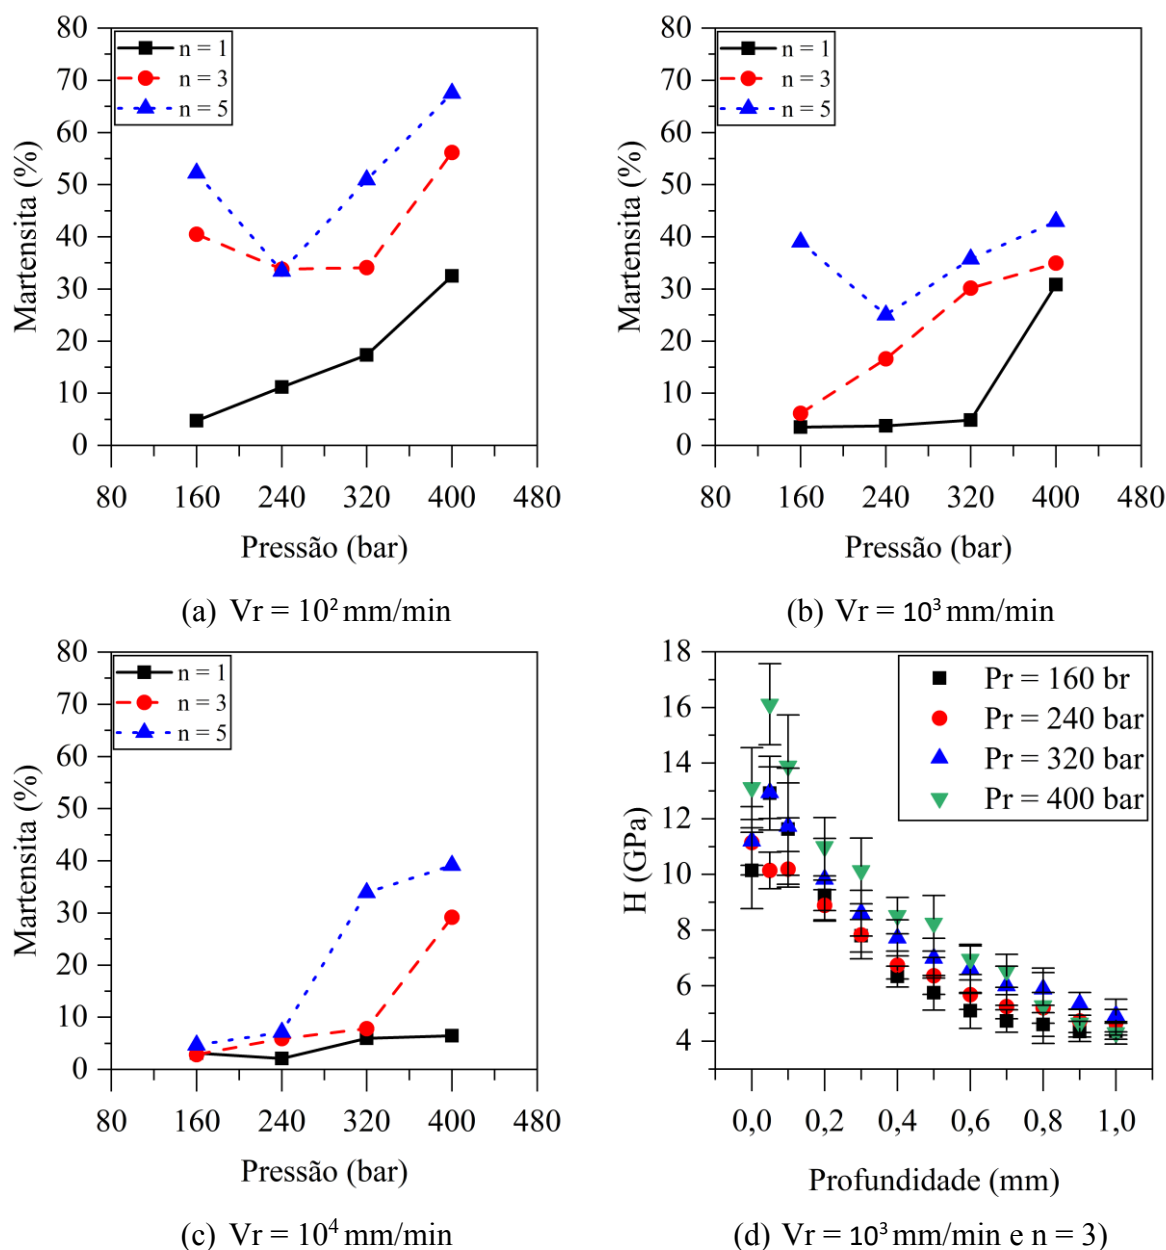 80
70
60
50
40
30
20
10
0
Martensita (%)
n = 1
n = 3
n = 5
80 160 240 320 400 480
Pressão (bar)
(a) Vr = 10² mm/min
80
70
60
50
40
30
20
10
0
Martensita (%)
n = 1
n = 3
n = 5
80 160 240 320 400 480
Pressão (bar)
(b) Vr = 10³ mm/min
80
70
60
50
40
30
20
10
0
Martensita (%)
n = 1
n = 3
n = 5
80 160 240 320 400 480
Pressão (bar)
(c) Vr = 10⁴ mm/min
18
16
14
12
10
8
6
4
H (GPa)
Pr = 160 br
Pr = 240 bar
Pr = 320 bar
Pr = 400 bar
0,0 0,2 0,4 0,6 0,8 1,0
Profundidade (mm)
(d) Vr = 10³ mm/min e n = 3)